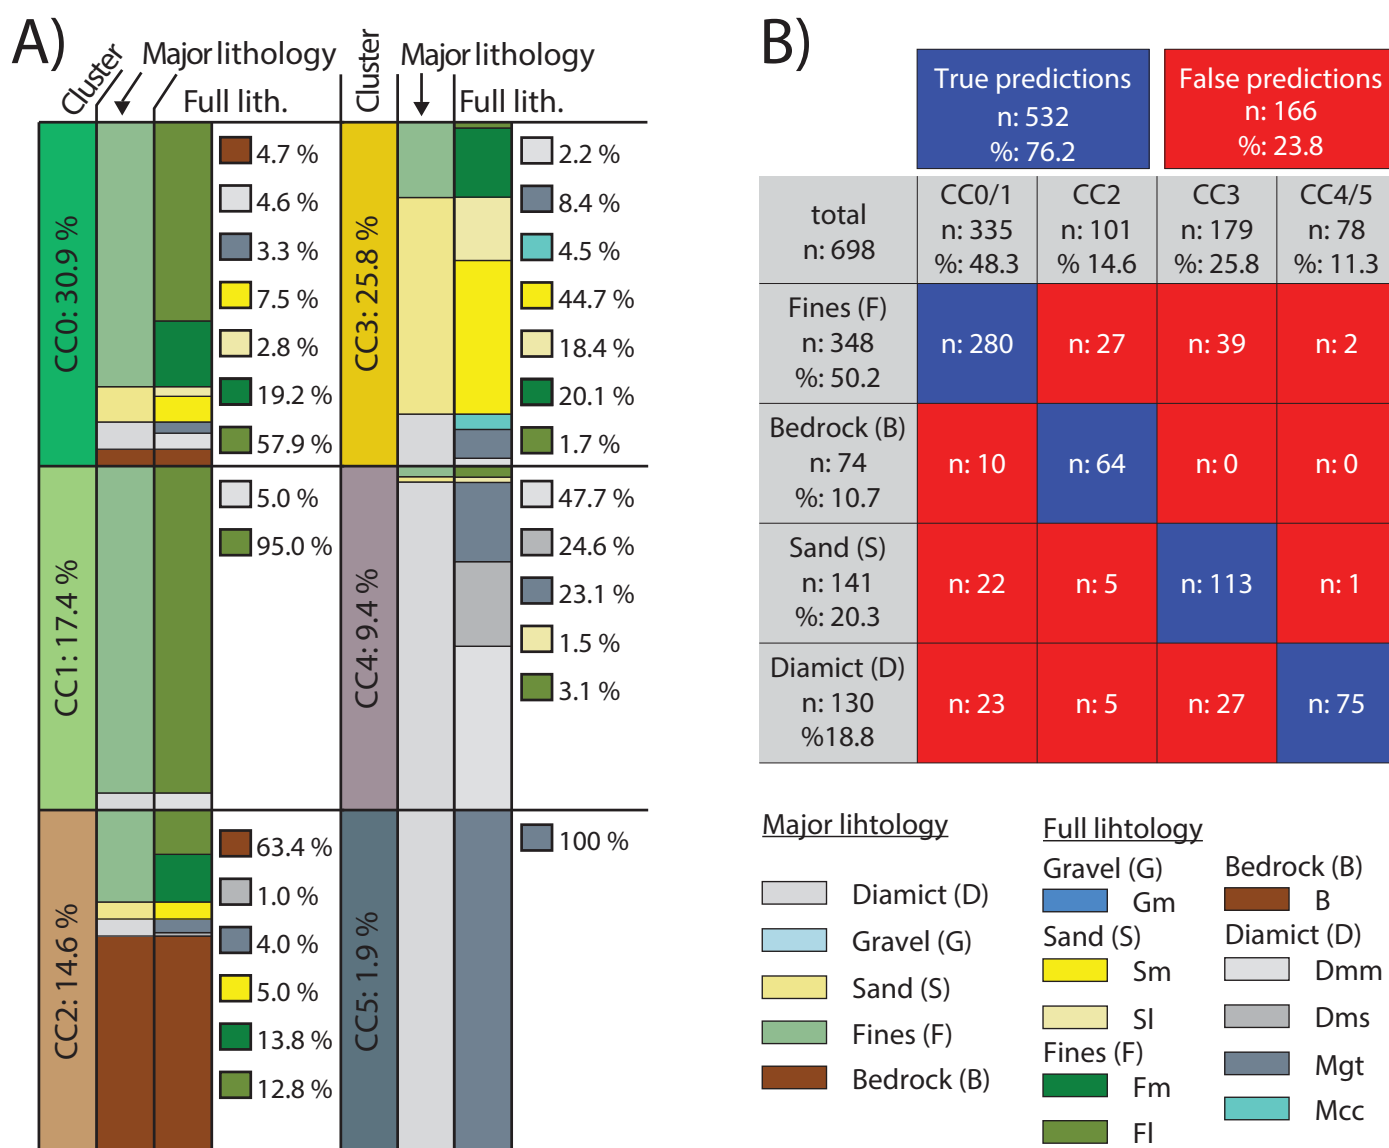 A)
Cluster
Major lithology
Full lith.
Cluster
Major lithology
Full lith.
CC0: 30.9 %
4.7 %
4.6 %
3.3 %
7.5 %
2.8 %
19.2 %
57.9 %
CC3: 25.8 %
2.2 %
8.4 %
4.5 %
44.7 %
18.4 %
20.1 %
1.7 %
CC1: 17.4 %
5.0 %
95.0 %
CC4: 9.4 %
47.7 %
24.6 %
23.1 %
1.5 %
3.1 %
CC2: 14.6 %
63.4 %
1.0 %
4.0 %
5.0 %
13.8 %
12.8 %
CC5: 1.9 %
100 %
B)
True predictions
n: 532
%: 76.2
False predictions
n: 166
%: 23.8
total
n: 698
CC0/1
n: 335
%: 48.3
CC2
n: 101
% 14.6
CC3
n: 179
%: 25.8
CC4/5
n: 78
%: 11.3
Fines (F)
n: 348
%: 50.2
n: 280
n: 27
n: 39
n: 2
Bedrock (B)
n: 74
%: 10.7
n: 10
n: 64
n: 0
n: 0
Sand (S)
n: 141
%: 20.3
n: 22
n: 5
n: 113
n: 1
Diamict (D)
n: 130
%18.8
n: 23
n: 5
n: 27
n: 75
Major lihtology
Diamict (D)
Gravel (G)
Sand (S)
Fines (F)
Bedrock (B)
Full lihtology
Gravel (G)
Gm
Sand (S)
Sm
Sl
Fines (F)
Fm
Fl
Bedrock (B)
B
Diamict (D)
Dmm
Dms
Mgt
Mcc